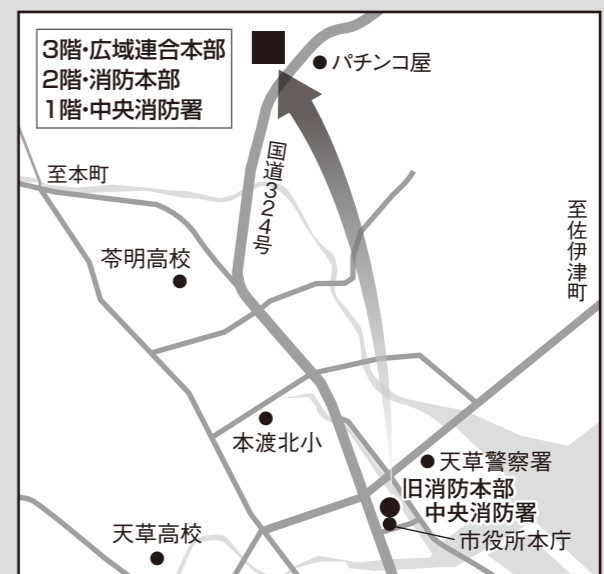 3階・広域連合本部
2階・消防本部
1階・中央消防署
パチンコ屋
国道324号
至本町
至佐伊津町
苓明高校
本渡北小
天草警察署
旧消防本部
中央消防署
市役所本庁
天草高校